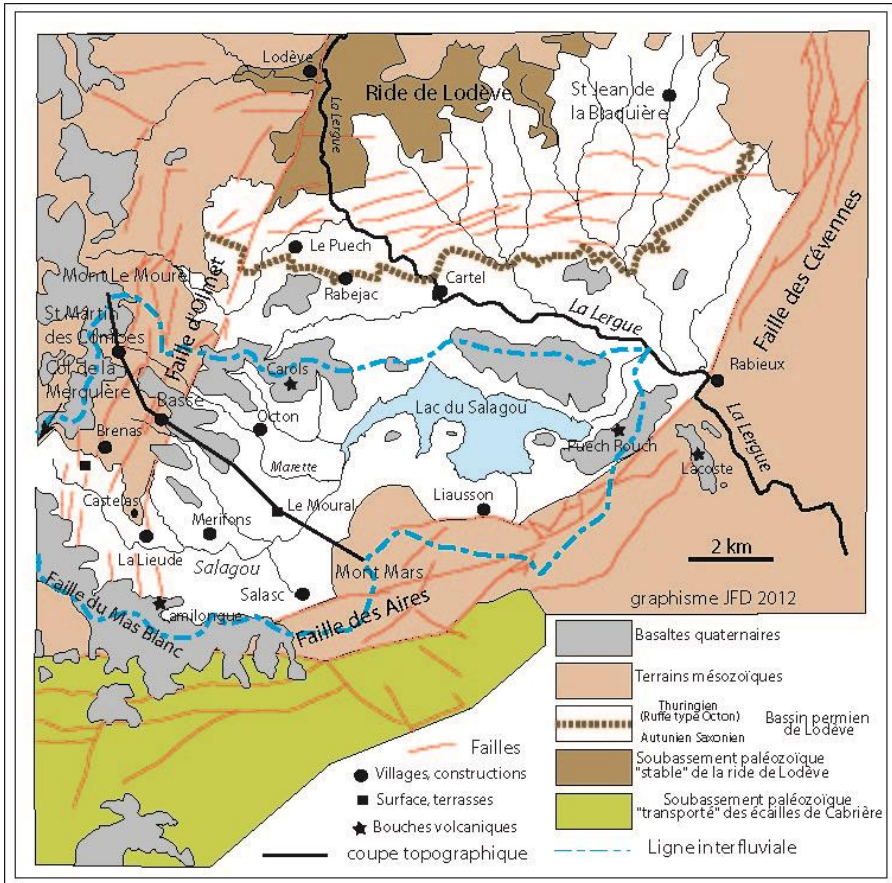 Lodève
La Lergue
Ride de Lodève
St Jean de
la Blaquière
Le Puech
Rabejac
Cartel
La Lergue
Faille d'Olmet
Faille des Cévennes
Mont Le Mourel
St Martin
des Combes
Col de la
Merquière
Basse
Brenas
Carols
Octon
Marette
Lac du Salagou
Puech Rouch
Rabieux
La Lergue
Lacoste
Castelas
Merifons
Le Moural
Liausson
La Lieude
Salagou
Salasc
Mont Mars
2 km
graphisme JFD 2012
Camilongue
Faille du Mas Blanc
Faille des Aires
Basaltes quaternaires
Terrains mésozoïques
Thuringien
(Ruffe type Octon)
Autunien Saxonien
Bassin permien
de Lodève
Soubassement paléozoïque
"stable" de la ride de Lodève
Soubassement paléozoïque
"transporté" des écailles de Cabrière
Failles
Villages, constructions
Surface, terrasses
Bouches volcaniques
coupe topographique
Ligne interfluviale